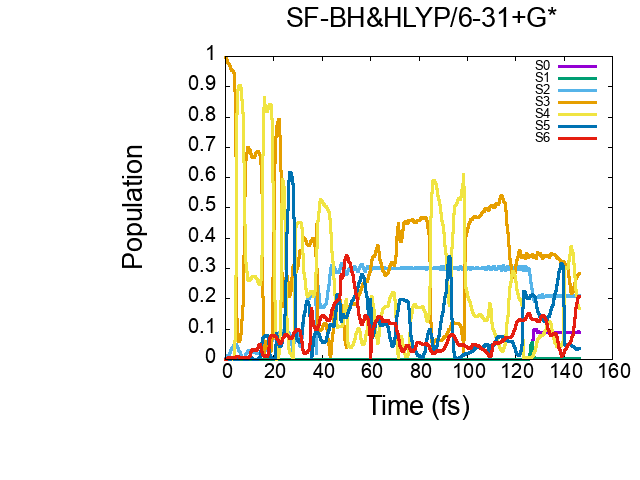 SF-BH&HLYP/6-31+G*
1
0.9
0.8
0.7
0.6
0.5
0.4
0.3
0.2
0.1
0
Population
S0
S1
S2
S3
S4
S5
S6
0 20 40 60 80 100 120 140 160
Time (fs)